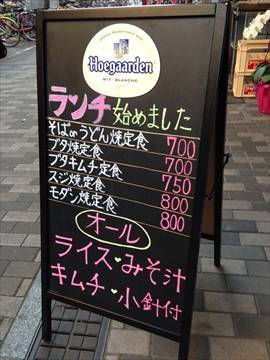 Hoegaarden
WIT-BLANCHE
ランチ始めました
そばorうどん焼定食 700
ブタ焼定食 700
ブタキムチ定食 750
スジ焼定食 800
モダン焼定食 800
オール
ライス・みそ汁
キムチ・小針付